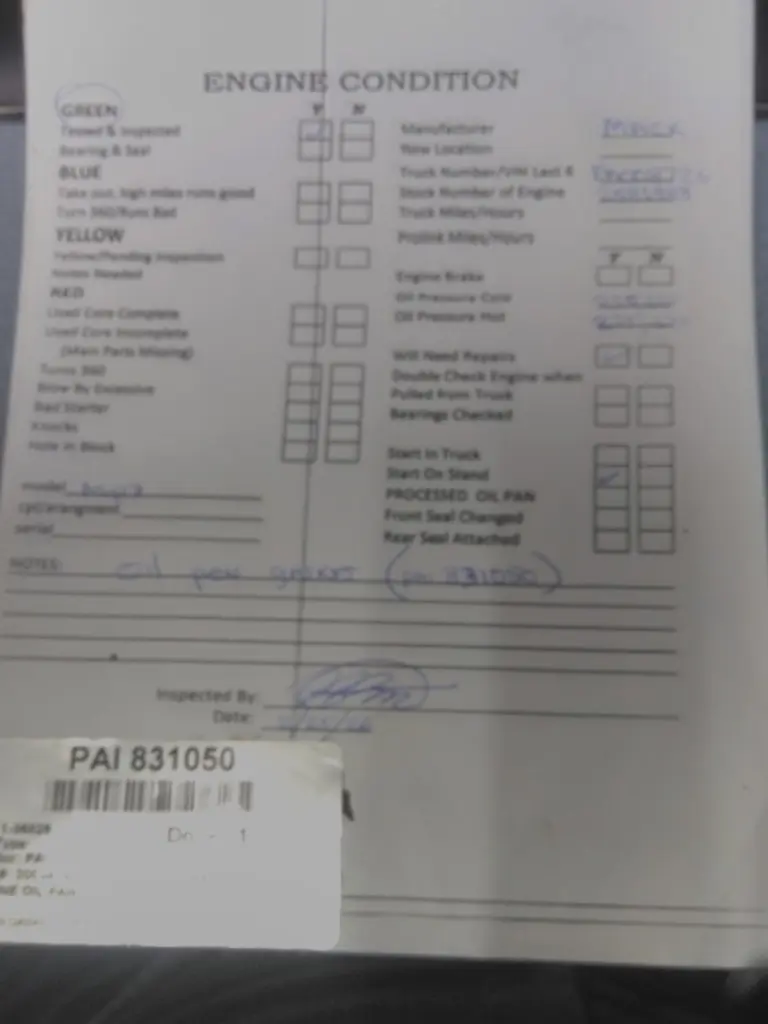 ENGINE CONDITION
GREEN Y N
Tested & Inspected
Bearing & Seal
BLUE
Take out, high miles runs good
Turn 360/Runs Bad
YELLOW
Yellow/Pending Inspection
Notes Needed
RED
Used Core Complete
Used Core Incomplete
(Main Parts Missing)
Turns 360
Blow By Excessive
Bad Starter
Knocks
Hole in Block
model
cpl/arrangment
serial
Manufacturer Mack
New Location
Truck Number/VIN Last 6
Stock Number of Engine
Truck Miles/Hours
Prolink Miles/Hours
Y N
Engine Brake
Oil Pressure Cold
Oil Pressure Hot
Will Need Repairs
Double Check Engine when
Pulled from Truck
Bearings Checked
Start In Truck
Start On Stand
PROCESSED OIL PAN
Front Seal Changed
Rear Seal Attached
NOTES: oil pan gasket (pai 831050)
Inspected By:
Date:
PAI 831050
1